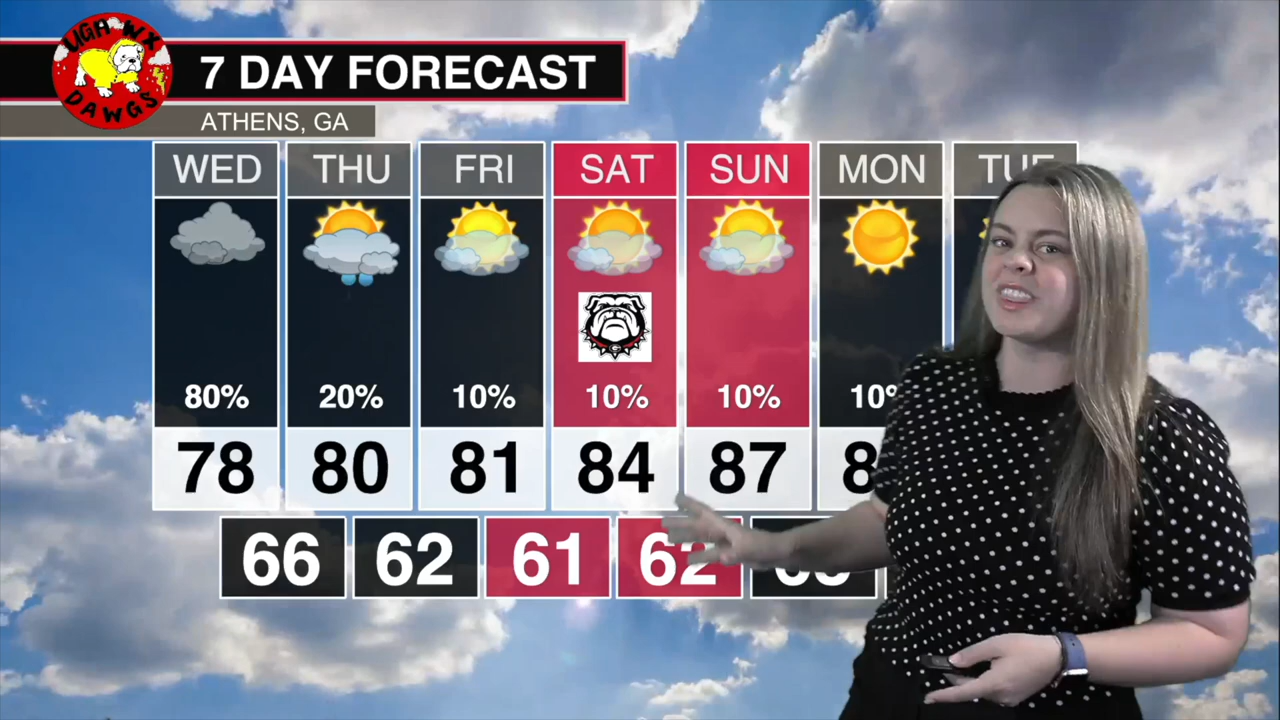 UGA WX
DAWGS
7 DAY FORECAST
ATHENS, GA
WED THU FRI SAT SUN MON
80% 20% 10% 10% 10%
78 80 81 84 87
66 62 61 62
G